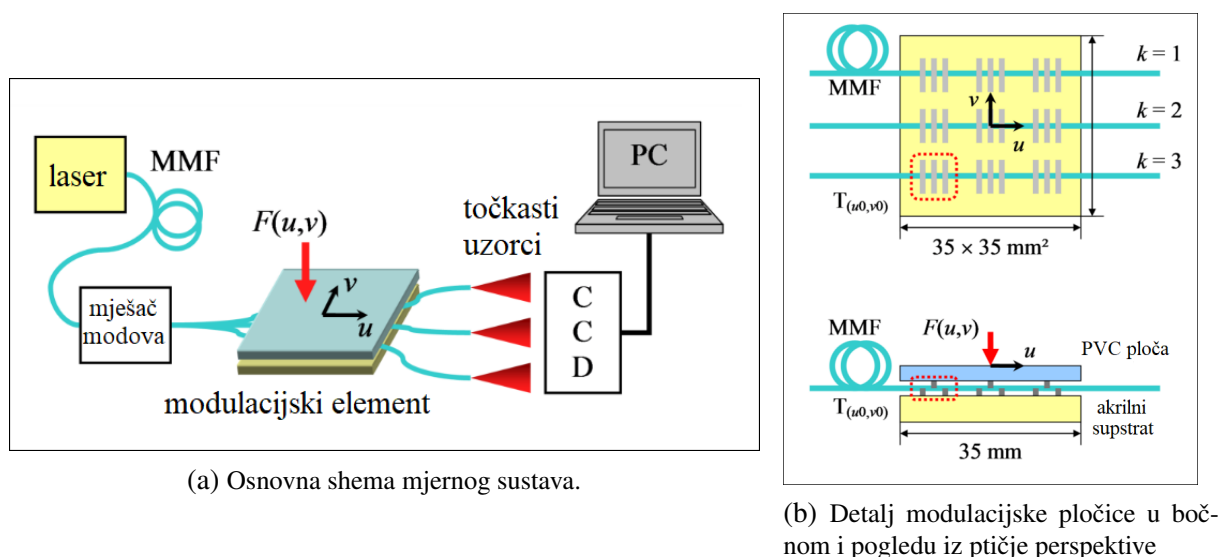 laser
MMF
F(u,v)
v
u
mješač
modova
modulacijski element
točkasti
uzorci
C
C
D
PC
(a) Osnovna shema mjernog sustava.
MMF
k = 1
v
k = 2
u
k = 3
T(u0,v0)
35 × 35 mm²
MMF
F(u,v)
u
PVC ploča
T(u0,v0)
akrilni
supstrat
35 mm
(b) Detalj modulacijske pločice u boč-
nom i pogledu iz ptičje perspektive